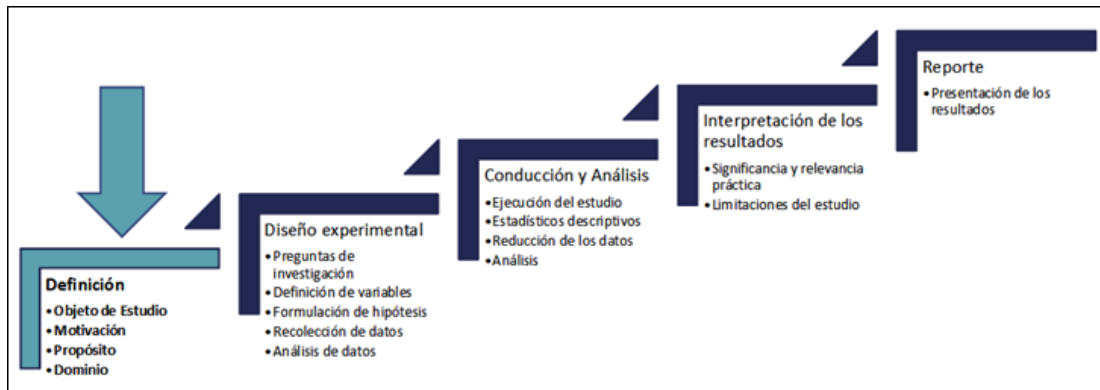 Definición
•Objeto de Estudio
•Motivación
•Propósito
•Dominio
Diseño experimental
•Preguntas de
investigación
•Definición de variables
•Formulación de hipótesis
•Recolección de datos
•Análisis de datos
Conducción y Análisis
•Ejecución del estudio
•Estadísticos descriptivos
•Reducción de los datos
•Análisis
Interpretación de los
resultados
•Significancia y relevancia
práctica
•Limitaciones del estudio
Reporte
•Presentación de los
resultados